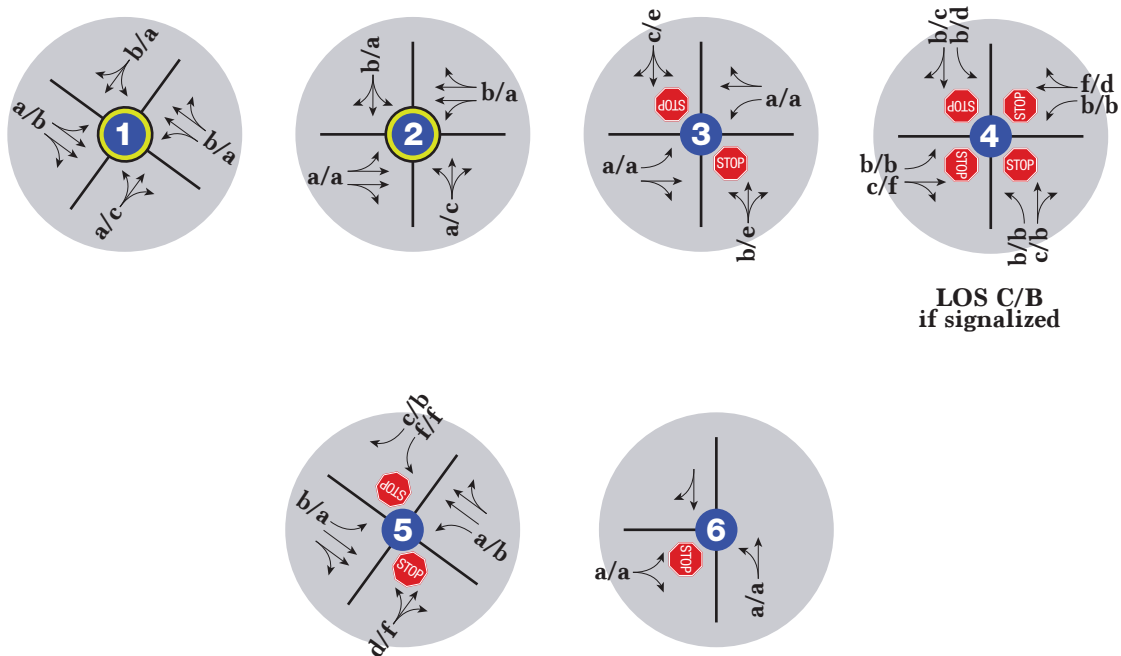 b/a
a/b
1
b/a
a/c
b/a
b/a
2
a/a
a/c
c/e
STOP
a/a
3
a/a
STOP
b/e
b/c
b/d
STOP
STOP
f/d
b/b
4
b/b
c/f
STOP
STOP
b/b
c/b
LOS C/B
if signalized
c/b
f/f
STOP
b/a
5
a/b
STOP
d/f
6
a/a
STOP
a/a